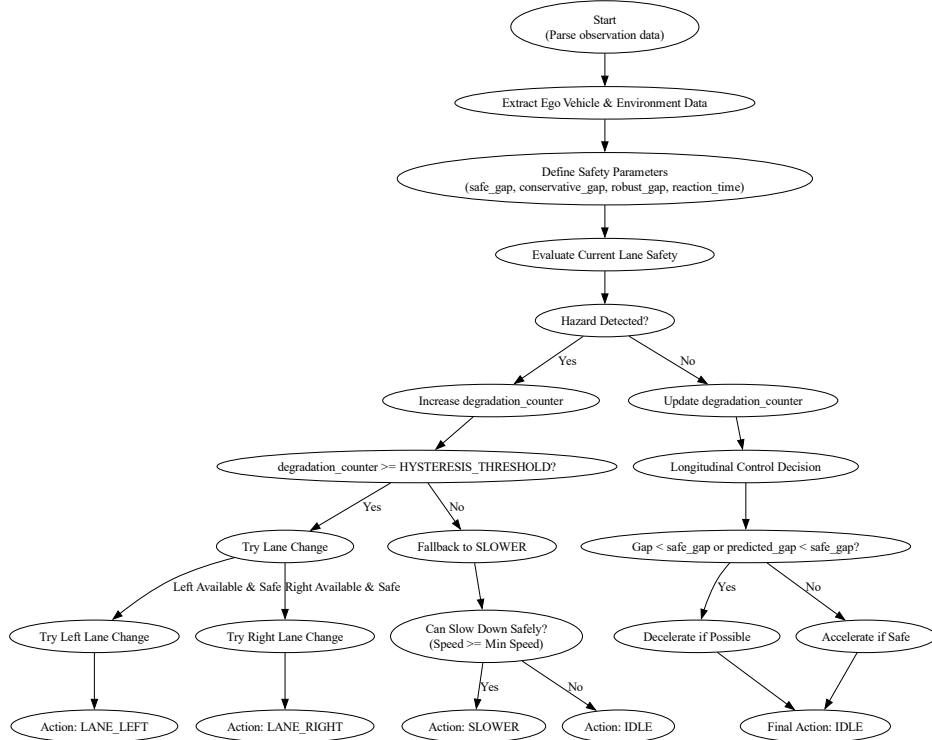 Start
(Parse observation data)
Extract Ego Vehicle & Environment Data
Define Safety Parameters
(safe_gap, conservative_gap, robust_gap, reaction_time)
Evaluate Current Lane Safety
Hazard Detected?
Yes
No
Increase degradation_counter
Update degradation_counter
degradation_counter >= HYSTERESIS_THRESHOLD?
Longitudinal Control Decision
Yes
No
Try Lane Change
Fallback to SLOWER
Gap < safe_gap or predicted_gap < safe_gap?
Left Available & Safe
Right Available & Safe
Yes
No
Try Left Lane Change
Try Right Lane Change
Can Slow Down Safely?
(Speed >= Min Speed)
Decelerate if Possible
Accelerate if Safe
Yes
No
Action: LANE_LEFT
Action: LANE_RIGHT
Action: SLOWER
Action: IDLE
Final Action: IDLE